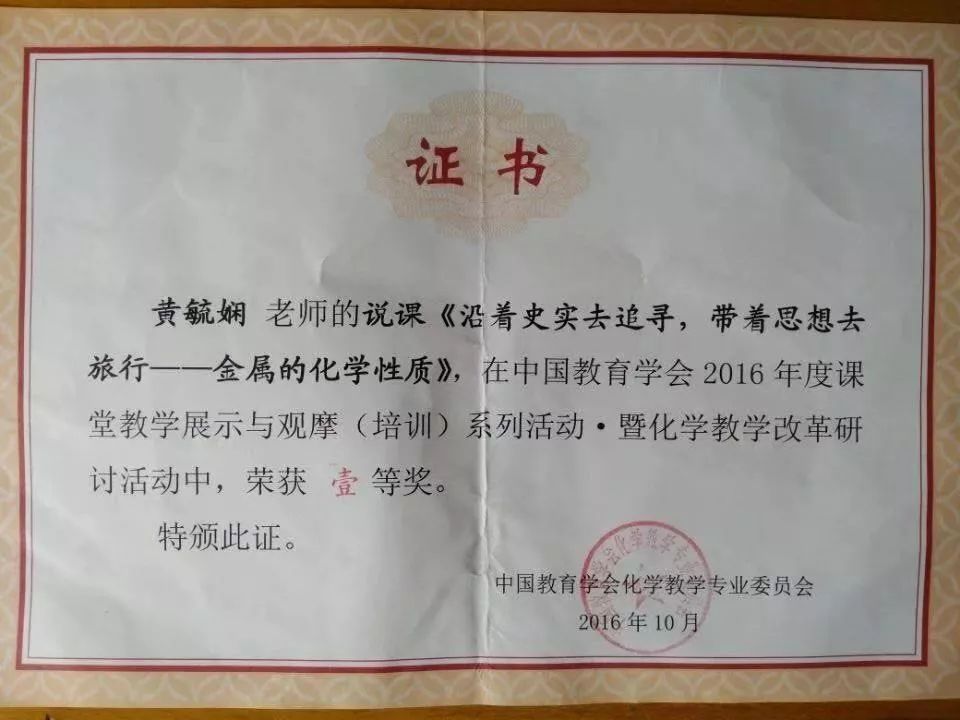 证书
黄毓娴 老师的说课《沿着史实去追寻，带着思想去
旅行——金属的化学性质》，在中国教育学会2016年度课
堂教学展示与观摩（培训）系列活动·暨化学教学改革研
讨活动中，荣获 壹 等奖。
特颁此证。
中国教育学会化学教学专业委员会
2016年10月